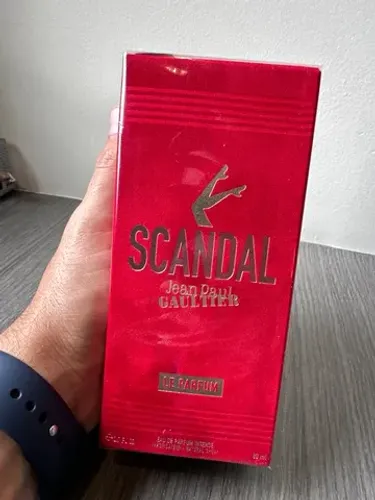 SCANDAL
Jean Paul
GAULTIER
LE PARFUM
EAU DE PARFUM INTENSE